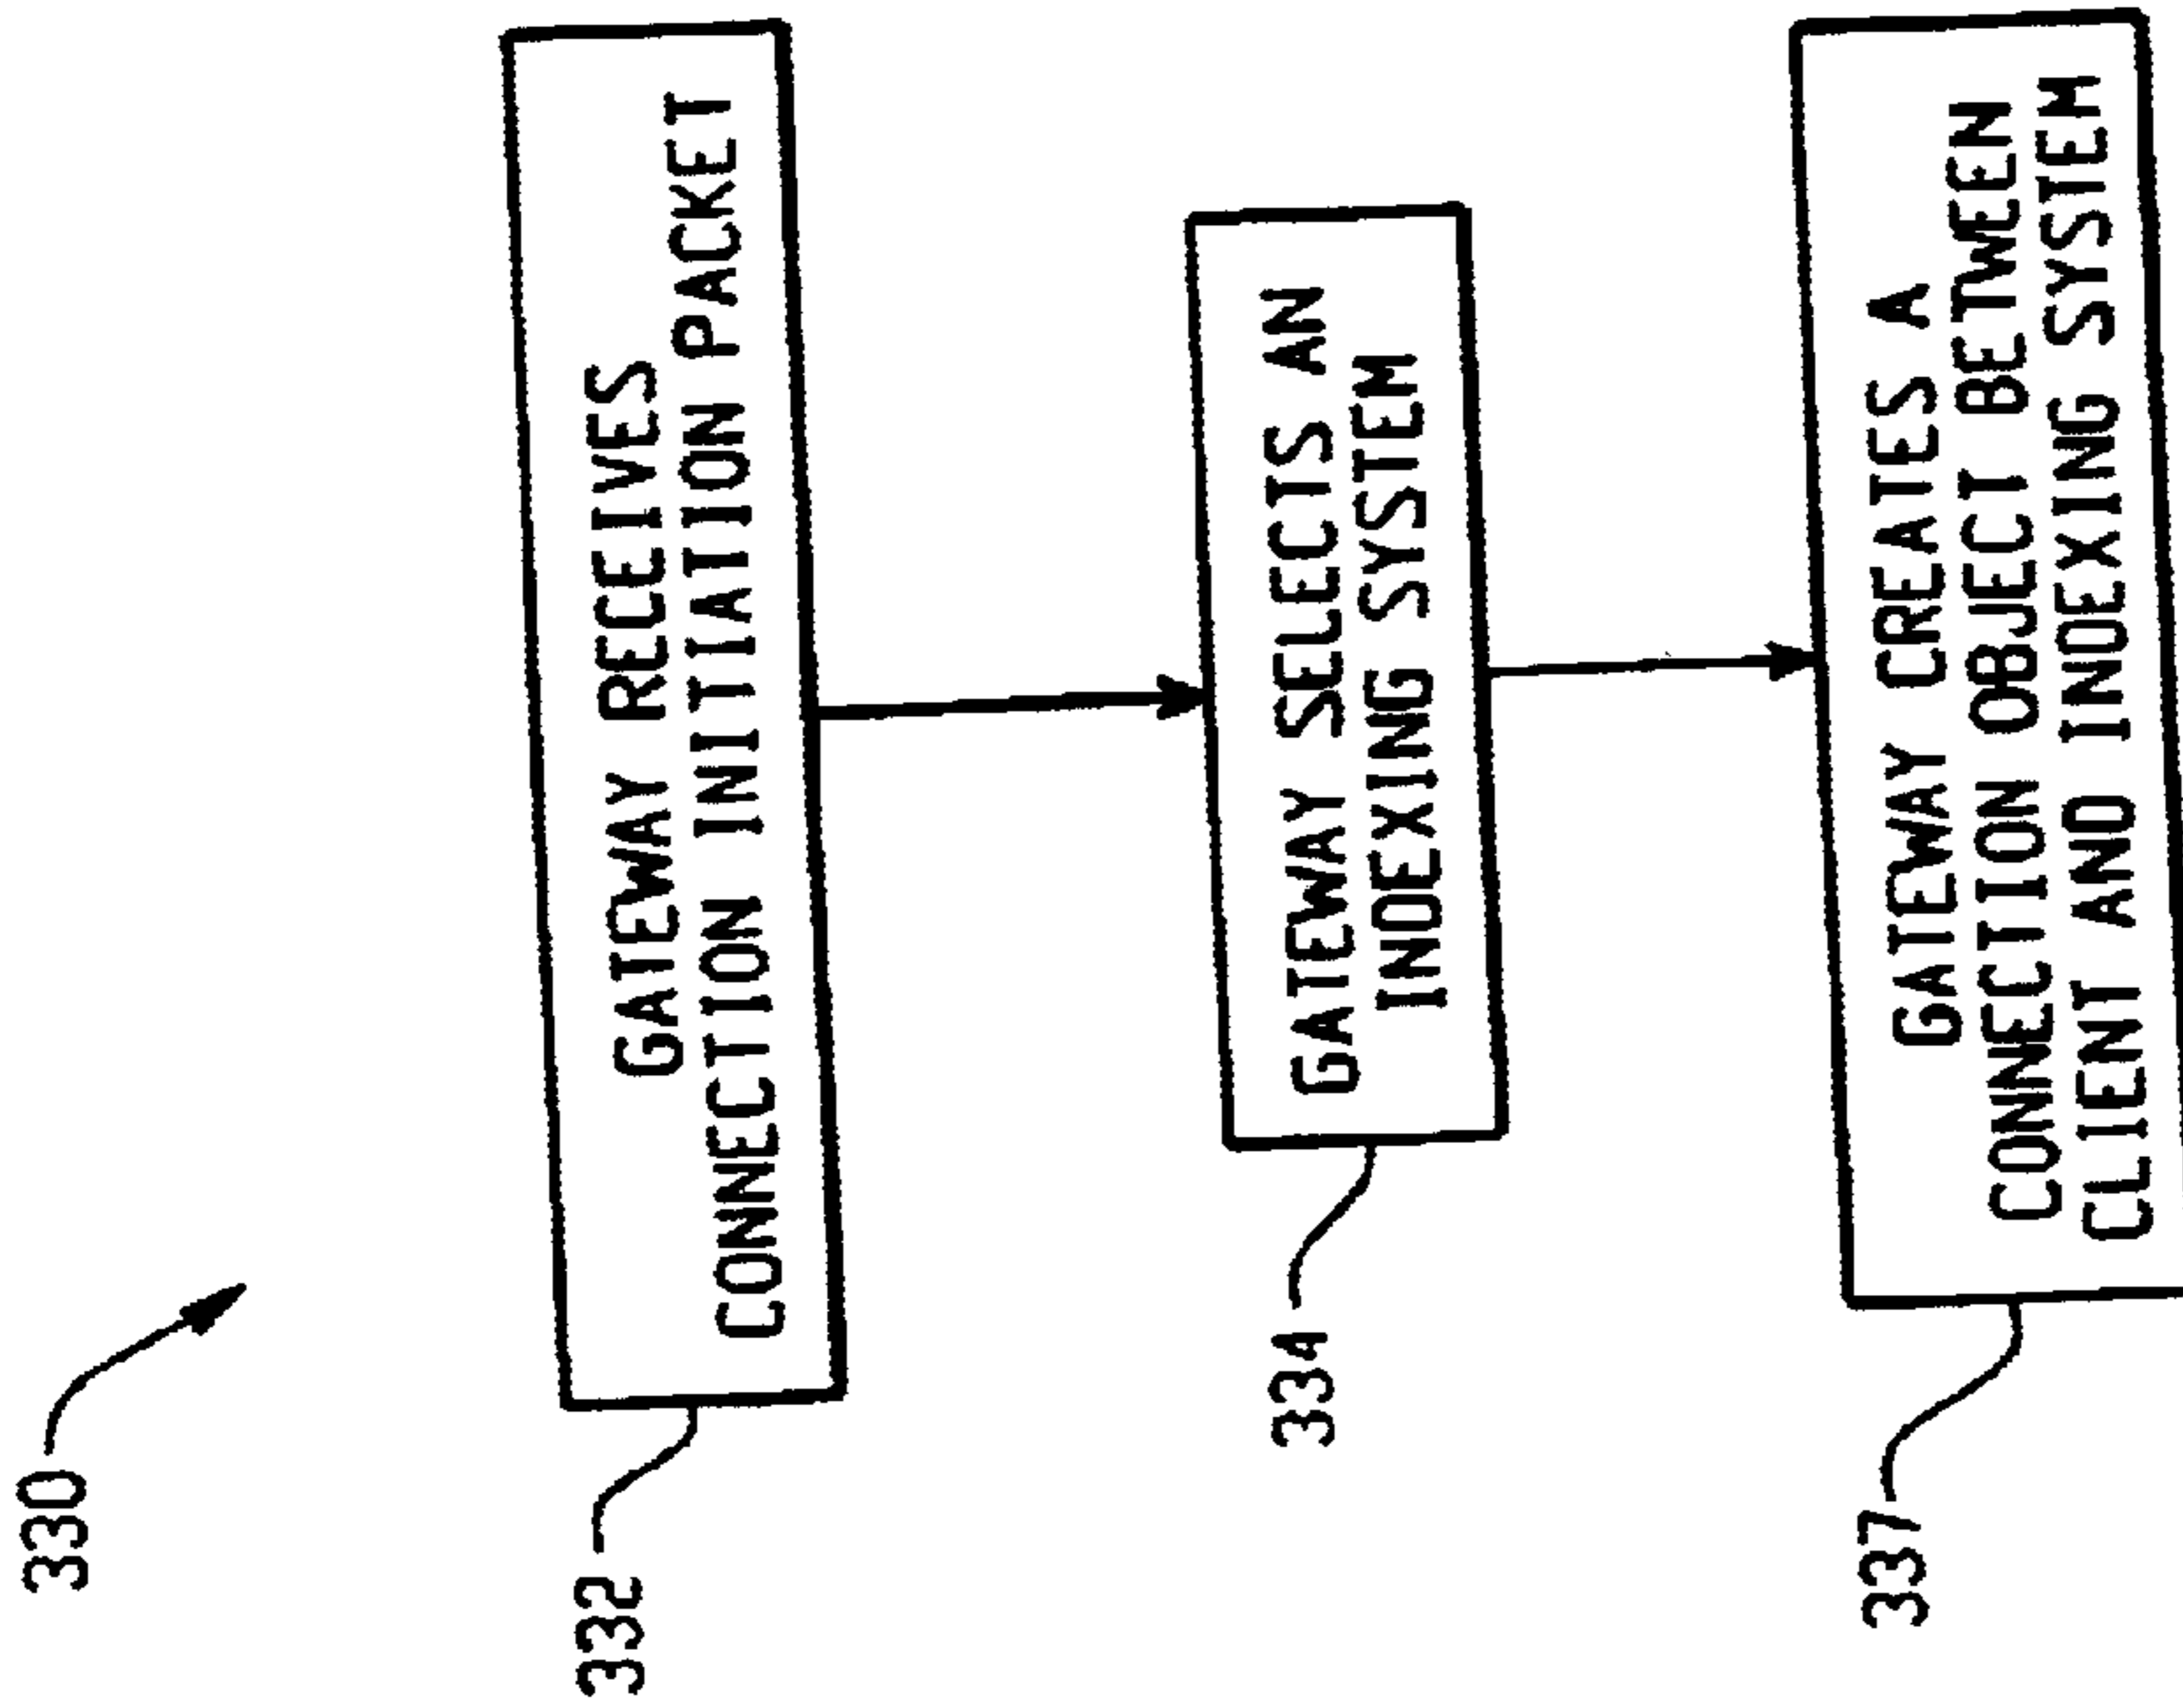 330
332
GATEWAY RECEIVES
CONNECTION INITIATION PACKET
334
GATEWAY SELECTS AN
INDEXING SYSTEM
337
GATEWAY CREATES A
CONNECTION OBJECT BETWEEN
CLIENT AND INDEXING SYSTEM